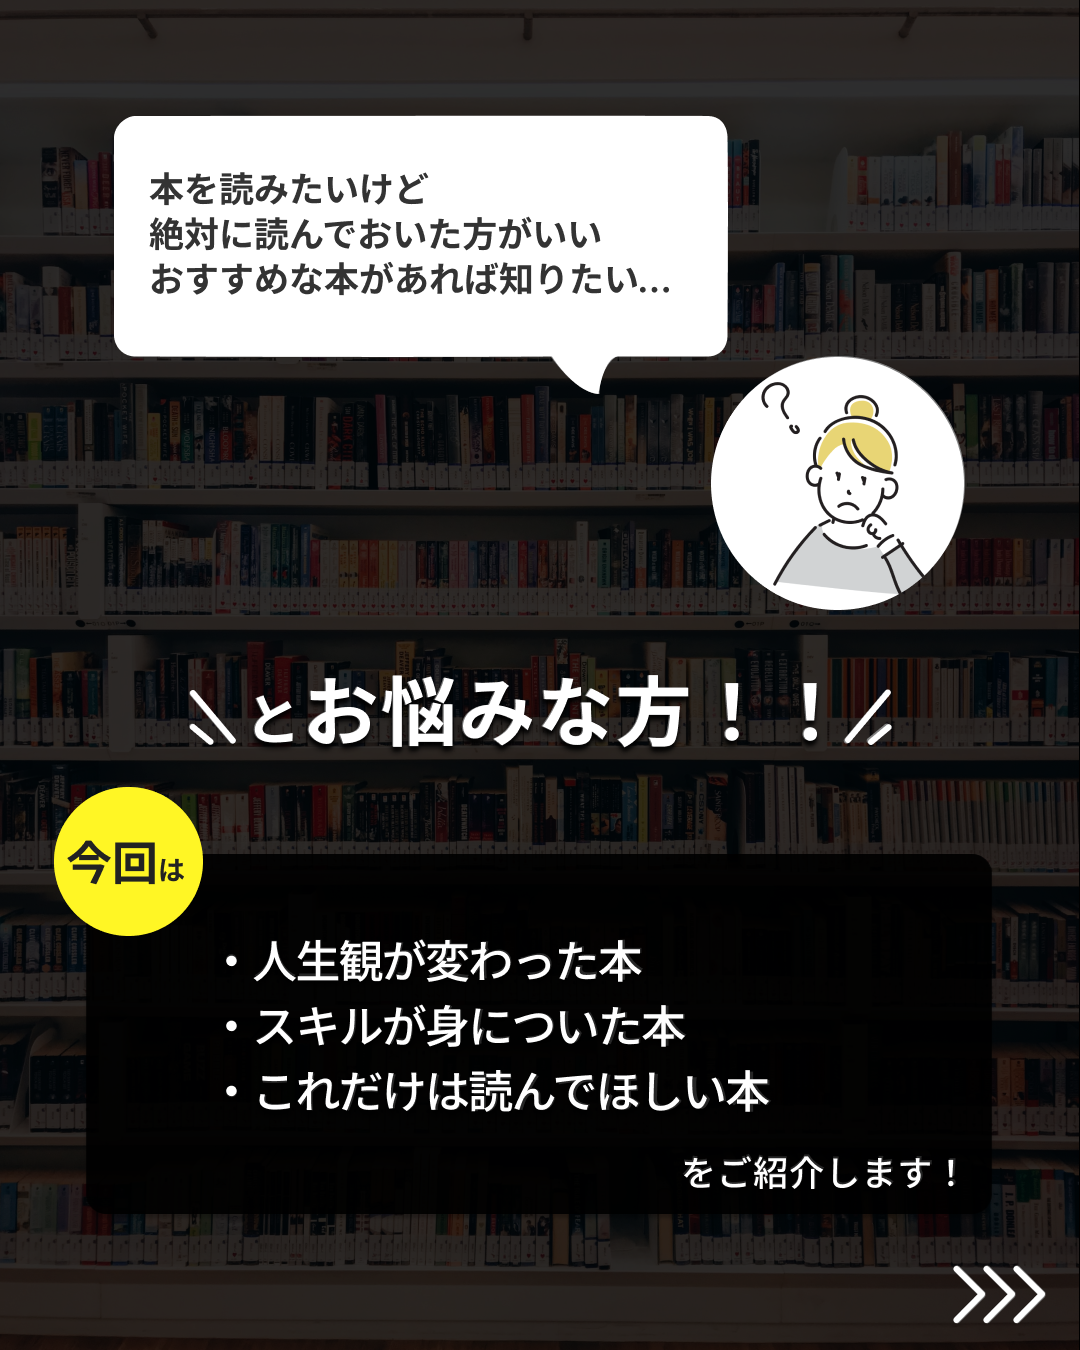 本を読みたいけど
絶対に読んでおいた方がいい
おすすめな本があれば知りたい…
とお悩みな方！！
今回は
・人生観が変わった本
・スキルが身についた本
・これだけは読んでほしい本
をご紹介します！